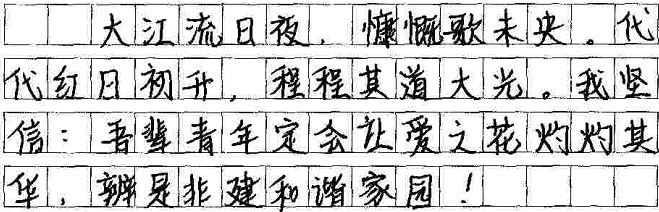 大江流日夜，慷慨歌未央。代
代红日初升，程程其道大光。我坚
信：吾辈青年定会让爱之花灼灼其
华，辨是非建和谐家园！